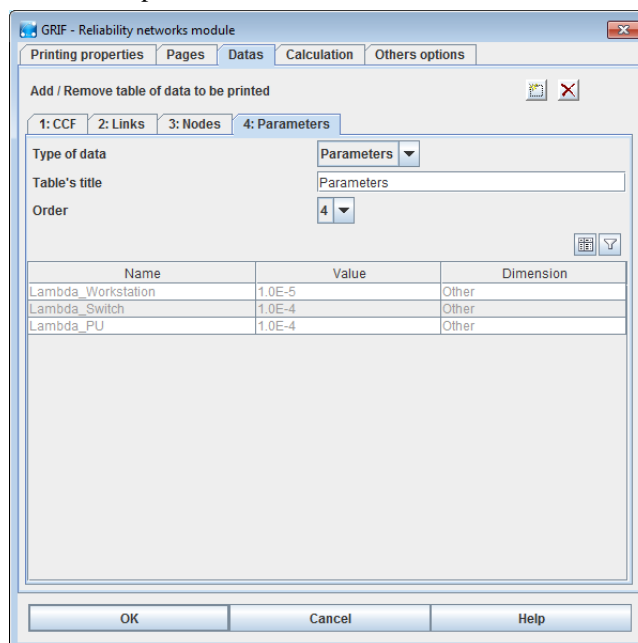 GRIF - Reliability networks module
Printing properties Pages Datas Calculation Others options
Add / Remove table of data to be printed
1: CCF 2: Links 3: Nodes 4: Parameters
Type of data Parameters
Table's title Parameters
Order 4
Name Value Dimension
Lambda_Workstation 1.0E-5 Other
Lambda_Switch 1.0E-4 Other
Lambda_PU 1.0E-4 Other
OK Cancel Help